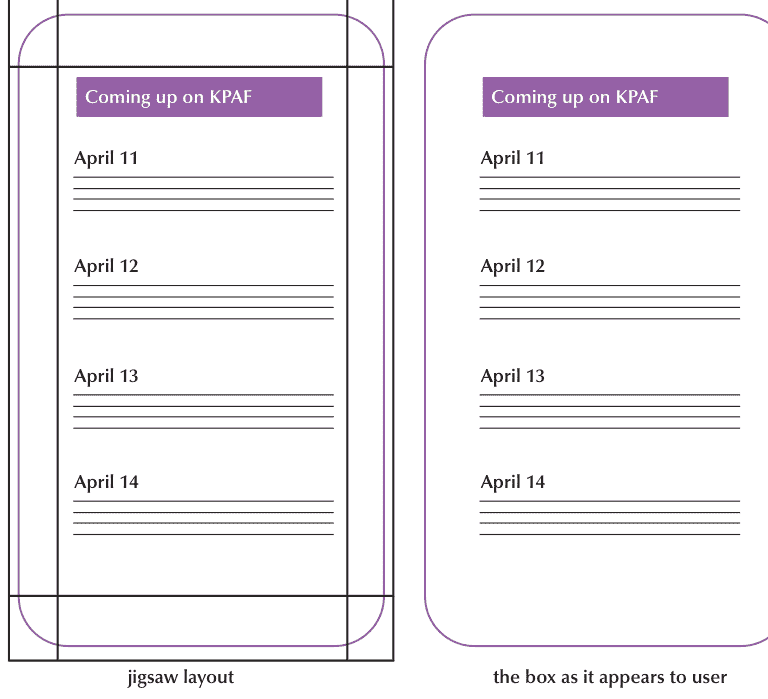 Coming up on KPAF
April 11
April 12
April 13
April 14
jigsaw layout
Coming up on KPAF
April 11
April 12
April 13
April 14
the box as it appears to user